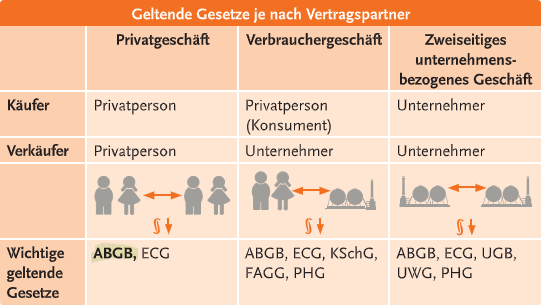 Geltende Gesetze je nach Vertragspartner
Privatgeschäft
Verbrauchergeschäft
Zweiseitiges
unternehmens-
bezogenes Geschäft
Käufer
Privatperson
Privatperson
(Konsument)
Unternehmer
Verkäufer
Privatperson
Unternehmer
Unternehmer
§
§
§
Wichtige
geltende
Gesetze
ABGB, ECG
ABGB, ECG, KSchG,
FAGG, PHG
ABGB, ECG, UGB,
UWG, PHG